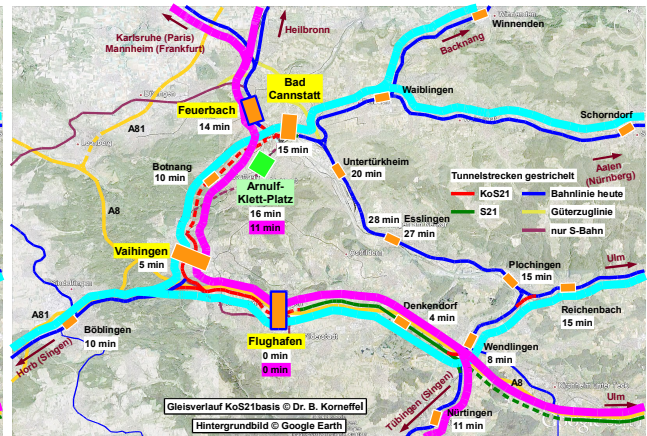 Karlsruhe (Paris)
Mannheim (Frankfurt)
Heilbronn
Winnenden
Winnenden
Backnang
Bad
Cannstatt
Waiblingen
Feuerbach
14 min
Schorndorf
A81
15 min
Aalen
(Nürnberg)
Botnang
10 min
Untertürkheim
20 min
Arnulf-
Klett-Platz
16 min
11 min
Tunnelstrecken gestrichelt
KoS21
Bahnlinie heute
S21
Güterzuglinie
nur S-Bahn
A8
28 min
Esslingen
27 min
Vaihingen
5 min
Plochingen
15 min
Ulm
A81
Böblingen
10 min
Horb (Singen)
Flughafen
0 min
0 min
Denkendorf
4 min
Reichenbach
15 min
Wendlingen
8 min
A8
Tübingen (Singen)
Nürtingen
11 min
Ulm
Gleisverlauf KoS21basis © Dr. B. Korneffel
Hintergrundbild © Google Earth